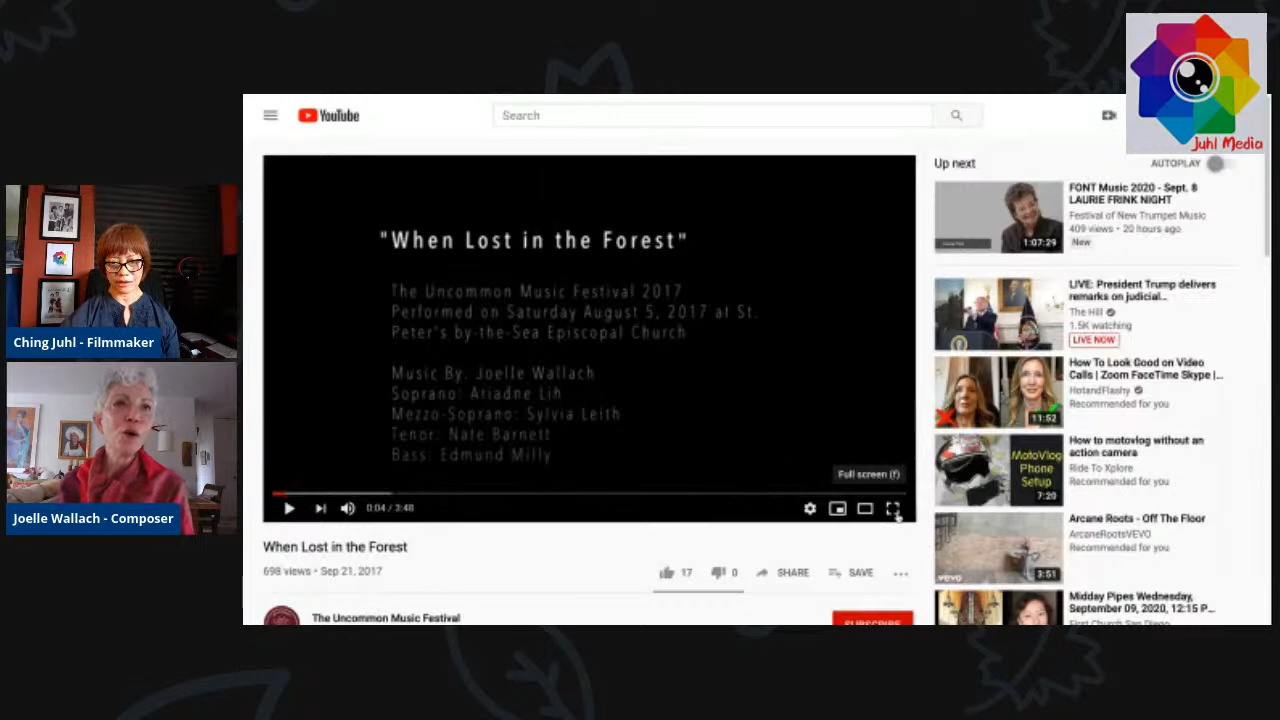 Juhl Media
YouTube
Search
"When Lost in the Forest"
The Uncommon Music Festival 2017
Performed on Saturday August 5, 2017 at St.
Peter's by-the-Sea Episcopal Church
Music By: Joelle Wallach
Soprano: Ariadne Lih
Mezzo-Soprano: Sylvia Leith
Tenor: Nate Barnett
Bass: Edmund Milly
Full screen (f)
0:04 / 3:48
When Lost in the Forest
698 views • Sep 21, 2017
17
0
SHARE
SAVE
The Uncommon Music Festival
SUBSCRIBE
Up next
AUTOPLAY
FONT Music 2020 - Sept. 8
LAURIE FRINK NIGHT
Festival of New Trumpet Music
409 views • 20 hours ago
New
1:07:29
LIVE: President Trump delivers
remarks on judicial...
The Hill
1.5K watching
LIVE NOW
How To Look Good on Video
Calls | Zoom FaceTime Skype |...
HotandFlashy
Recommended for you
11:52
How to motovlog without an
action camera
Ride To Xplore
Recommended for you
MotoVlog
Phone
Setup
7:20
Arcane Roots - Off The Floor
ArcaneRootsVEVO
Recommended for you
vevo
3:51
Midday Pipes Wednesday,
September 09, 2020, 12:15 P...
First Church San Diego
Ching Juhl - Filmmaker
Joelle Wallach - Composer